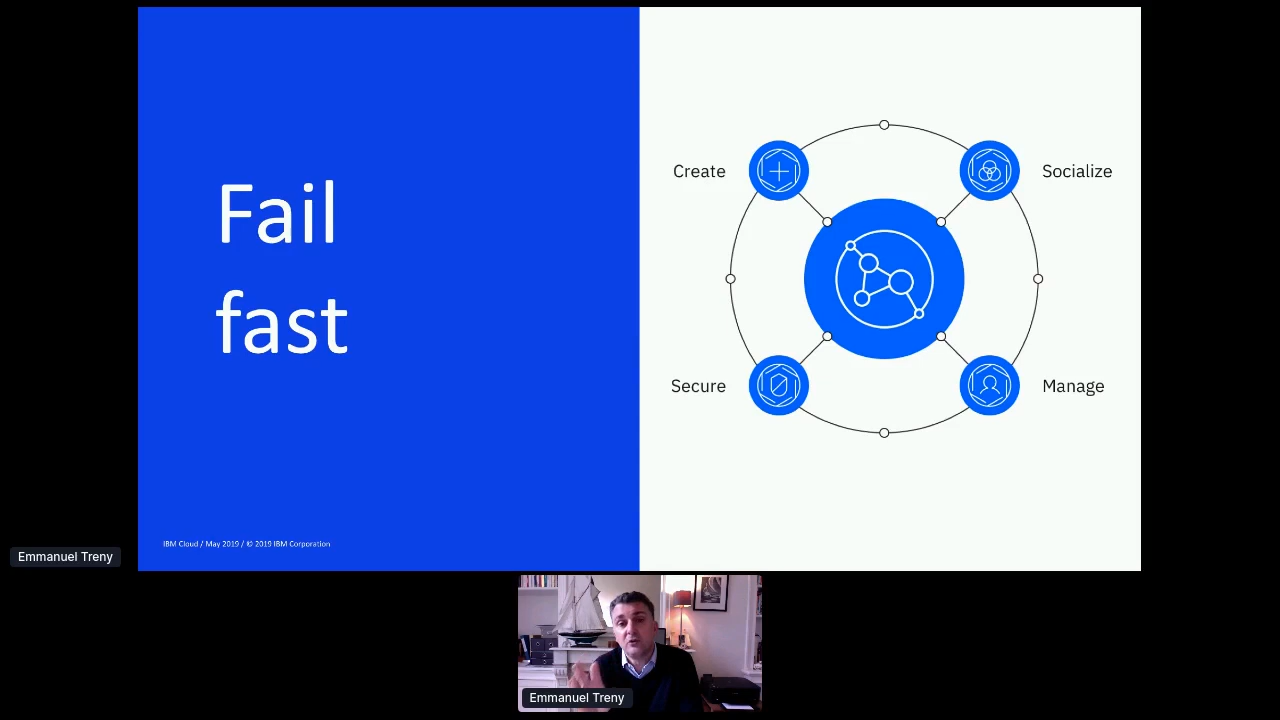 Fail
fast
Create
Socialize
Secure
Manage
IBM Cloud / May 2019 / © 2019 IBM Corporation
Emmanuel Treny
Emmanuel Treny